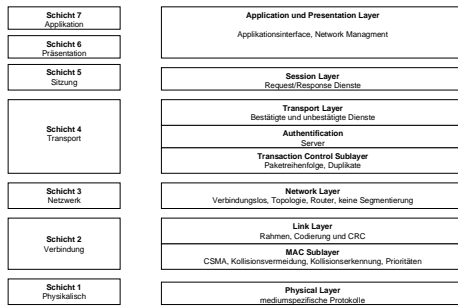 Schicht 7
Applikation
Application und Presentation Layer
Applikationsinterface, Network Managment
Schicht 6
Präsentation
Schicht 5
Sitzung
Session Layer
Request/Response Dienste
Schicht 4
Transport
Transport Layer
Bestätigte und unbestätigte Dienste
Authentification
Server
Transaction Control Sublayer
Paketreihenfolge, Duplikate
Schicht 3
Netzwerk
Network Layer
Verbindungslos, Topologie, Router, keine Segmentierung
Schicht 2
Verbindung
Link Layer
Rahmen, Codierung und CRC
MAC Sublayer
CSMA, Kollisionsvermeidung, Kollisionserkennung, Prioritäten
Schicht 1
Physikalisch
Physical Layer
mediumspezifische Protokolle